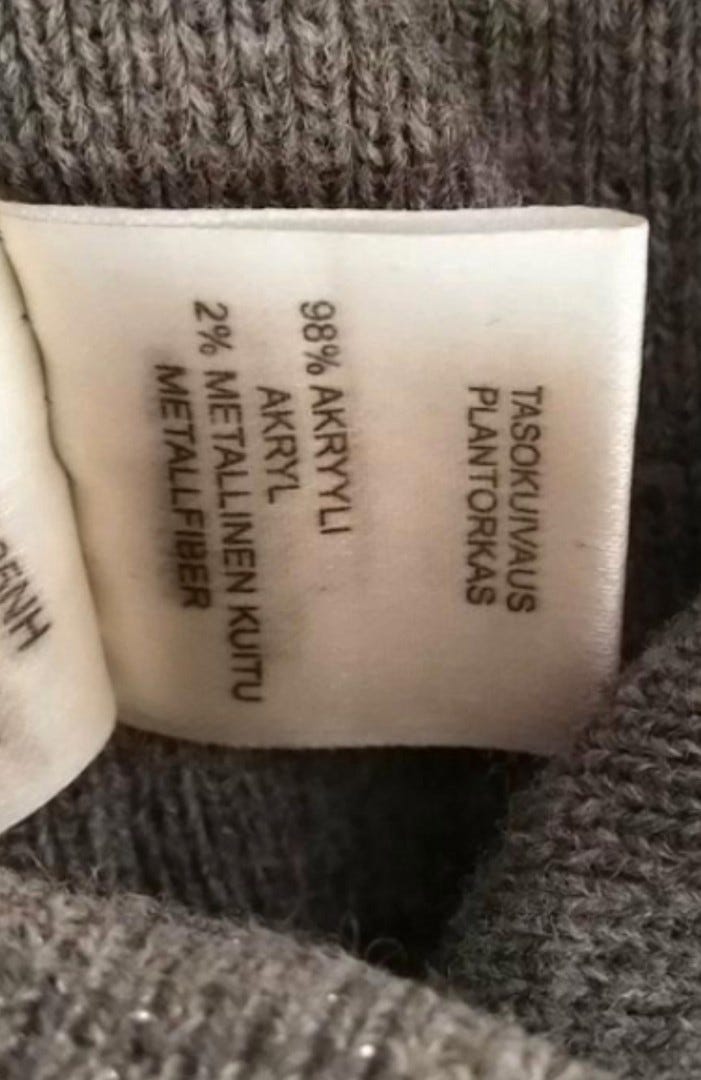 TASOKUIVAUS
PLANTORKAS
98% AKRYYLI
AKRYL
2% METALLINEN KUITU
METALLFIBER